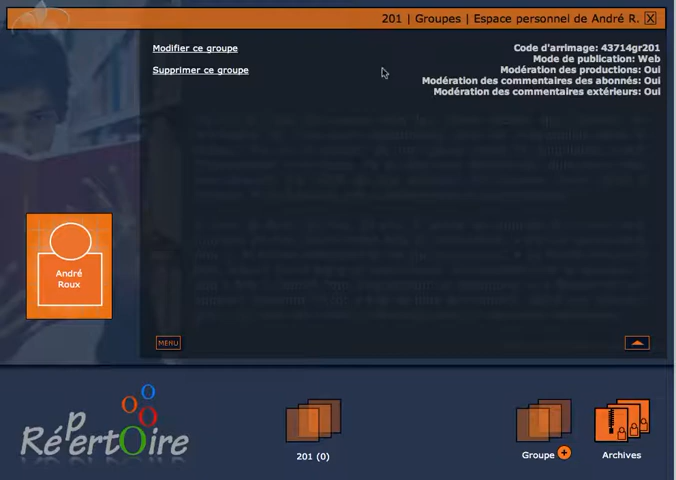 201 | Groupes | Espace personnel de André R. X
Modifier ce groupe
Supprimer ce groupe
Code d'arrimage: 43714gr201
Mode de publication: Web
Modération des productions: Oui
Modération des commentaires des abonnés: Oui
Modération des commentaires extérieurs: Oui
André
Roux
MENU
RéPertOire
201 (0)
Groupe +
Archives